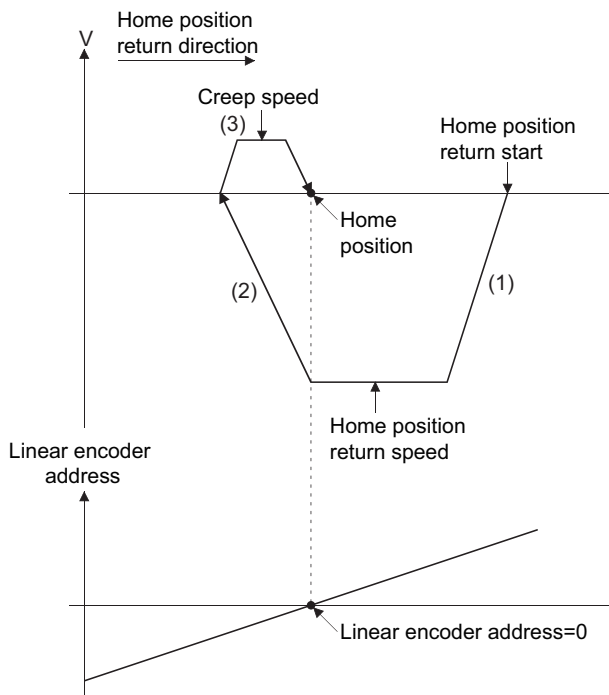 Home position
return direction
V
Creep speed
(3)
Home position
return start
Home
position
(2)
(1)
Home position
return speed
Linear encoder
address
Linear encoder address=0